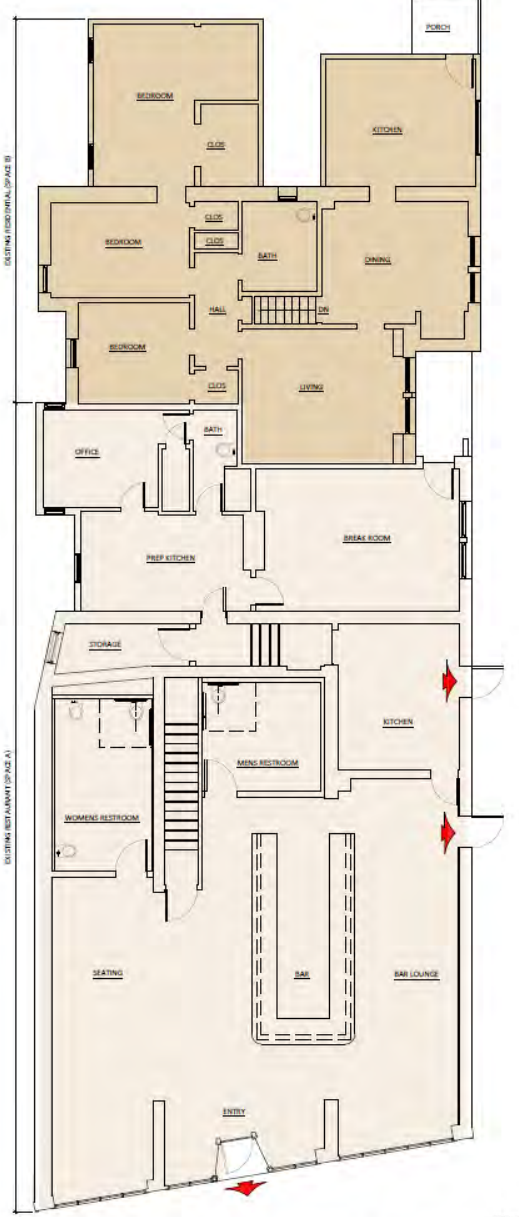 PORCH
BEDROOM
KITCHEN
CLOS
EXISTING RESIDENTIAL (SPACE B)
CLOS
BEDROOM
CLOS
BATH
DINING
HALL
DN
BEDROOM
CLOS
LIVING
BATH
OFFICE
BREAK ROOM
PREP KITCHEN
STORAGE
KITCHEN
MENS RESTROOM
WOMENS RESTROOM
EXISTING RESTAURANT (SPACE A)
SEATING
BAR
BAR LOUNGE
ENTRY